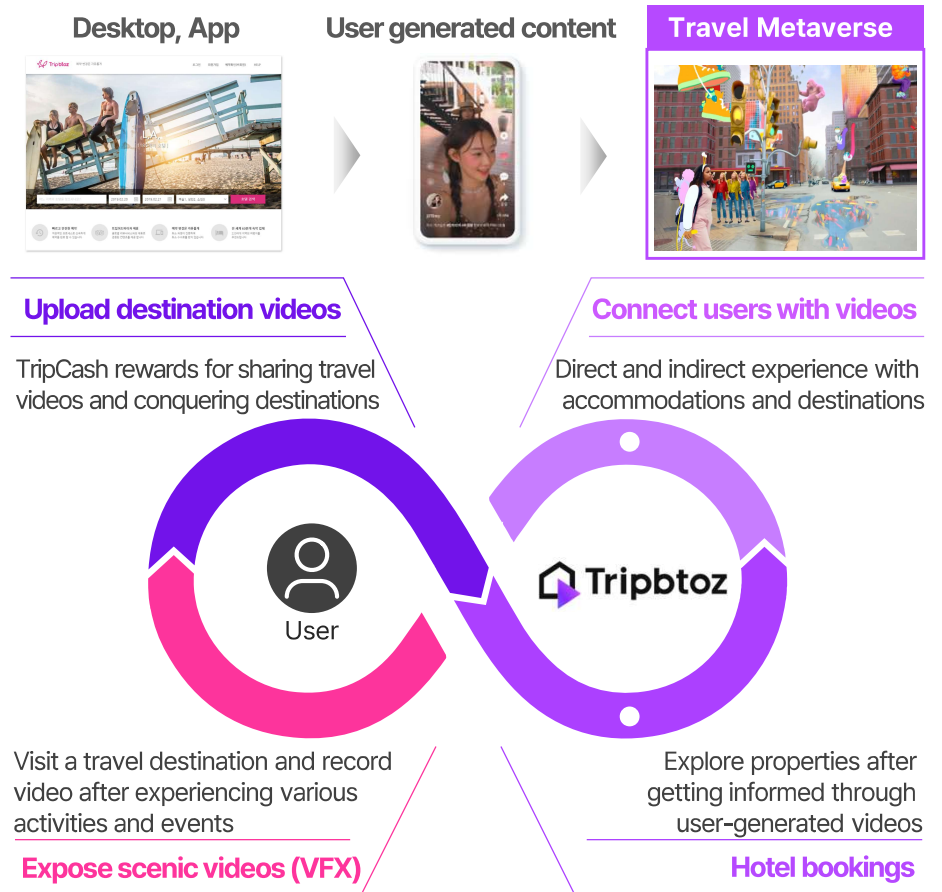 Desktop, App
User generated content
Travel Metaverse
Tripbtoz
Upload destination videos
Connect users with videos
TripCash rewards for sharing travel
videos and conquering destinations
Direct and indirect experience with
accommodations and destinations
User
Tripbtoz
Visit a travel destination and record
video after experiencing various
activities and events
Expose scenic videos (VFX)
Explore properties after
getting informed through
user-generated videos
Hotel bookings